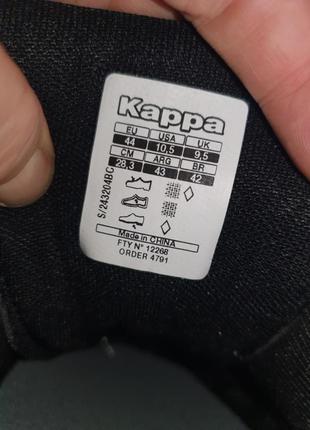 Kappa
EU USA UK
44 10,5 9,5
CM ARG BR
28,3 43 42
S/243204BC
Made in CHINA
FTY N° 12268
ORDER 4791